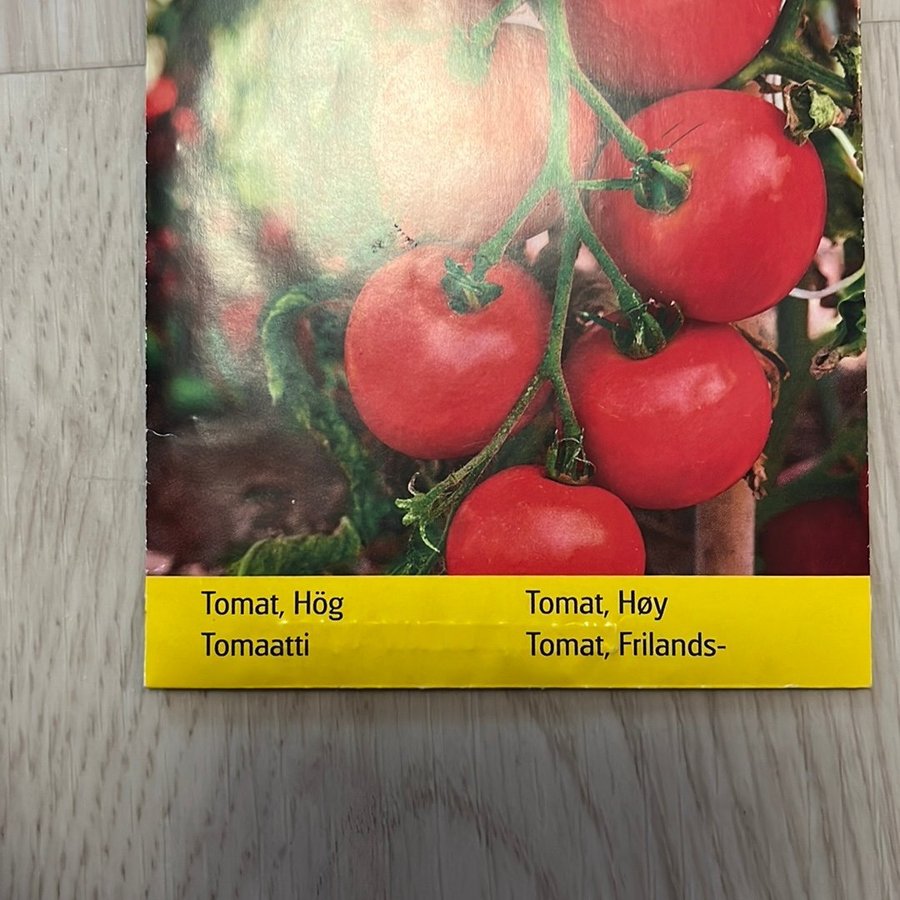 Tomat, Hög
Tomaatti
Tomat, Høy
Tomat, Frilands-